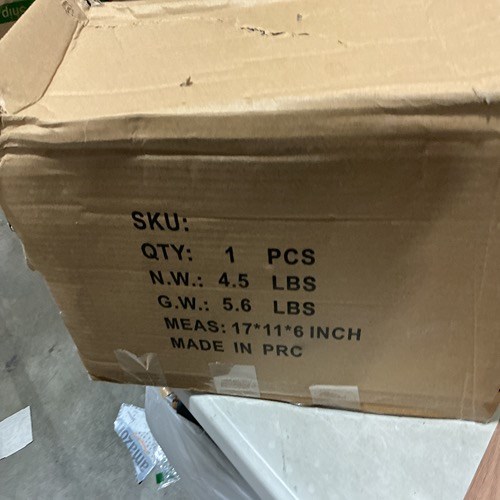 SKU:
QTY: 1 PCS
N.W.: 4.5 LBS
G.W.: 5.6 LBS
MEAS: 17*11*6 INCH
MADE IN PRC